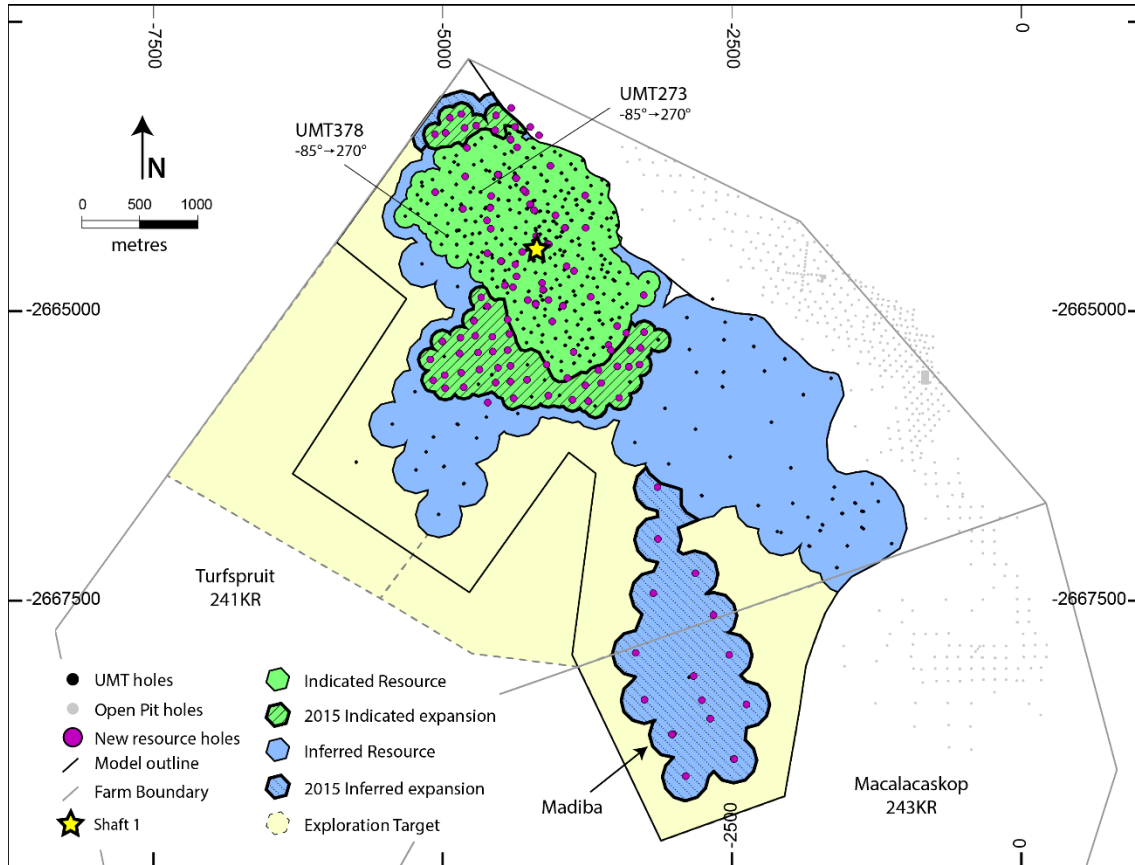 -7500
-5000
-2500
0
UMT273
-85°→270°
UMT378
-85°→270°
N
0 500 1000
metres
-2665000
-2665000
-2667500
-2667500
Turfspruit
241KR
UMT holes
Open Pit holes
New resource holes
Model outline
Farm Boundary
Shaft 1
Indicated Resource
2015 Indicated expansion
Inferred Resource
2015 Inferred expansion
Exploration Target
Madiba
Macalacaskop
243KR
-2500
0